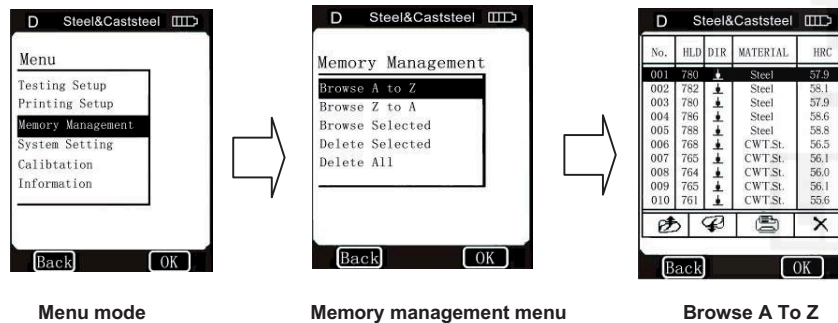 D Steel&Caststeel
Menu
Testing Setup
Printing Setup
Memory Management
System Setting
Calibtation
Information
Back OK
Menu mode
D Steel&Caststeel
Memory Management
Browse A to Z
Browse Z to A
Browse Selected
Delete Selected
Delete All
Back OK
Memory management menu
D Steel&Caststeel
No. HLD DIR MATERIAL HRC
001 780 Steel 57.9
002 782 Steel 58.1
003 780 Steel 57.9
004 786 Steel 58.6
005 788 Steel 58.8
006 768 CWT.St. 56.5
007 765 CWT.St. 56.1
008 764 CWT.St. 56.0
009 765 CWT.St. 56.1
010 761 CWT.St. 55.6
Back OK
Browse A To Z